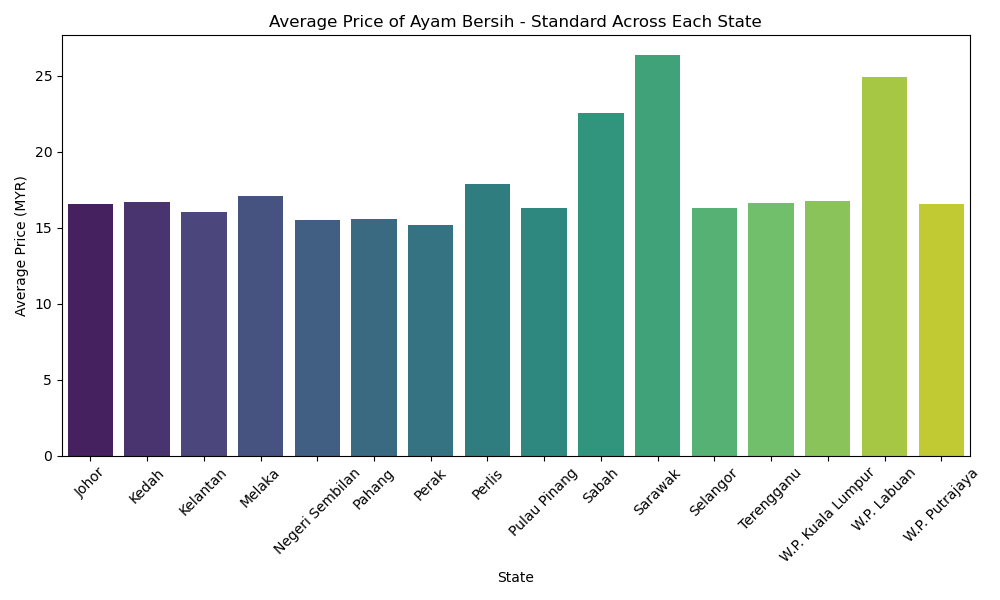 Average Price of Ayam Bersih - Standard Across Each State
Average Price (MYR)
25
20
15
10
5
0
Johor
Kedah
Kelantan
Melaka
Negeri Sembilan
Pahang
Perak
Perlis
Pulau Pinang
Sabah
Sarawak
Selangor
Terengganu
W.P. Kuala Lumpur
W.P. Labuan
W.P. Putrajaya
State